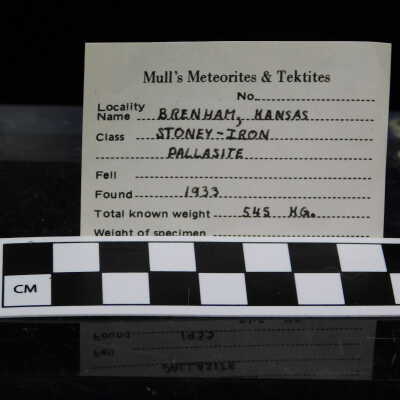 Mull's Meteorites & Tektites
No.
Locality
Name BRENHAM, KANSAS
Class STONEY-IRON
PALLASITE
Fell
Found 1933
Total known weight 545 KG.
Weight of specimen
CM